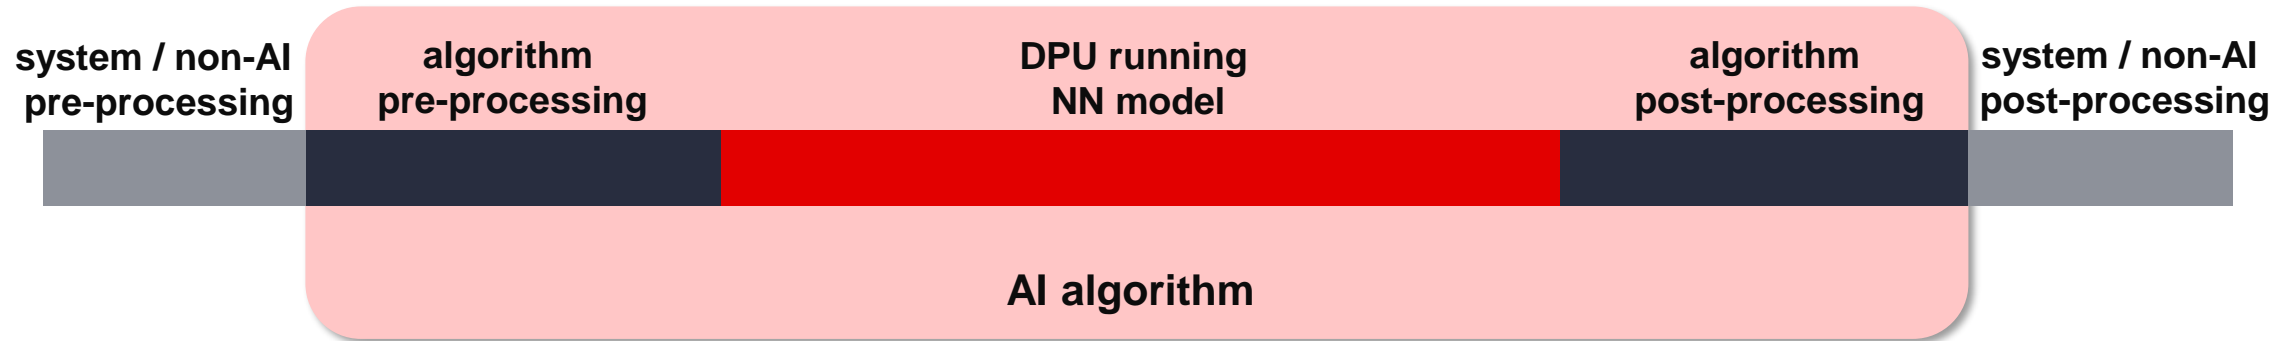 system / non-AI
pre-processing
algorithm
pre-processing
DPU running
NN model
algorithm
post-processing
system / non-AI
post-processing
AI algorithm